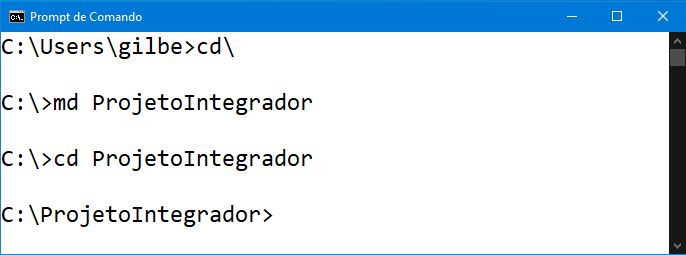 Prompt de Comando
C:\Users\gilbe>cd\
C:\>md ProjetoIntegrador
C:\>cd ProjetoIntegrador
C:\ProjetoIntegrador>